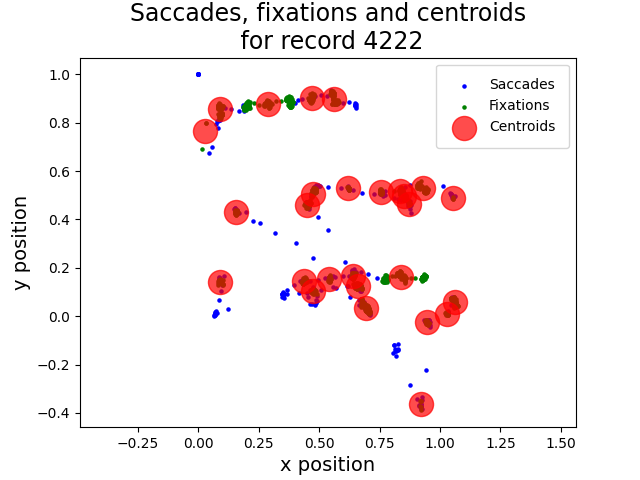 Saccades, fixations and centroids
for record 4222
Saccades
Fixations
Centroids
1.0
0.8
0.6
0.4
0.2
0.0
−0.2
−0.4
y position
−0.25 0.00 0.25 0.50 0.75 1.00 1.25 1.50
x position